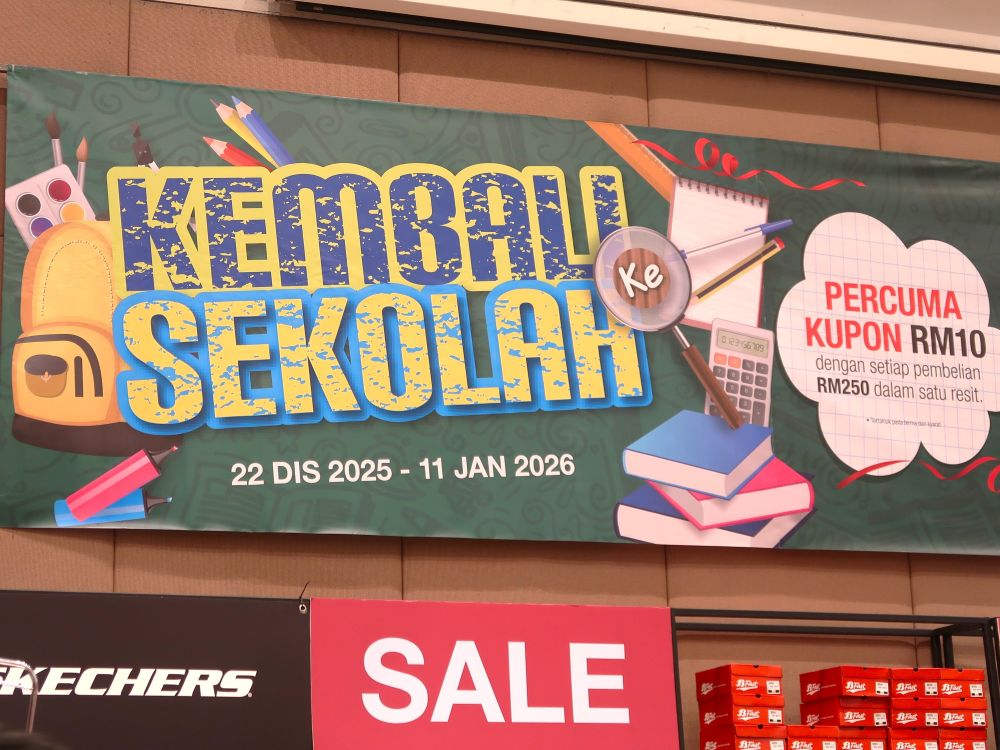 KEMBALI
Ke
SEKOLAH
22 DIS 2025 - 11 JAN 2026
PERCUMA
KUPON RM10
dengan setiap pembelian
RM250 dalam satu resit.
0123456789
SKECHERS
SALE